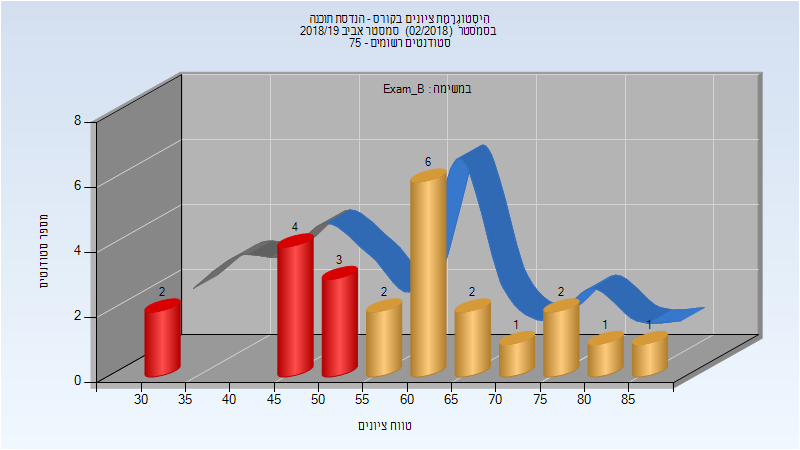 היסטוגרמת ציונים בקורס - הנדסת תוכנה
בסמסטר (02/2018) סמסטר אביב 2018/19
סטודנטים רשומים - 75
במשימה : Exam_B
מספר סטודנטים
8
6
4
2
0
2
4
3
2
6
2
1
2
1
1
30 35 40 45 50 55 60 65 70 75 80 85
טווח ציונים